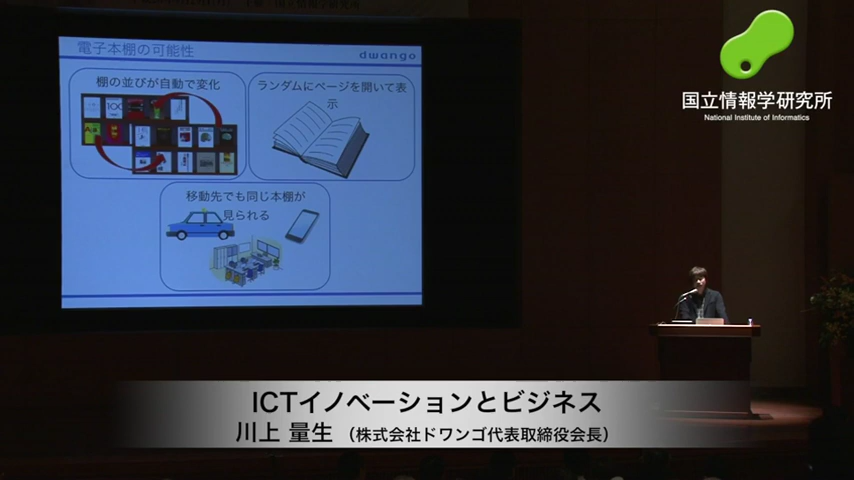 電子本棚の可能性
dwango
棚の並びが自動で変化
ランダムにページを開いて表
示
移動先でも同じ本棚が
見られる
国立情報学研究所
National Institute of Informatics
ICTイノベーションとビジネス
川上 量生 （株式会社ドワンゴ代表取締役会長）